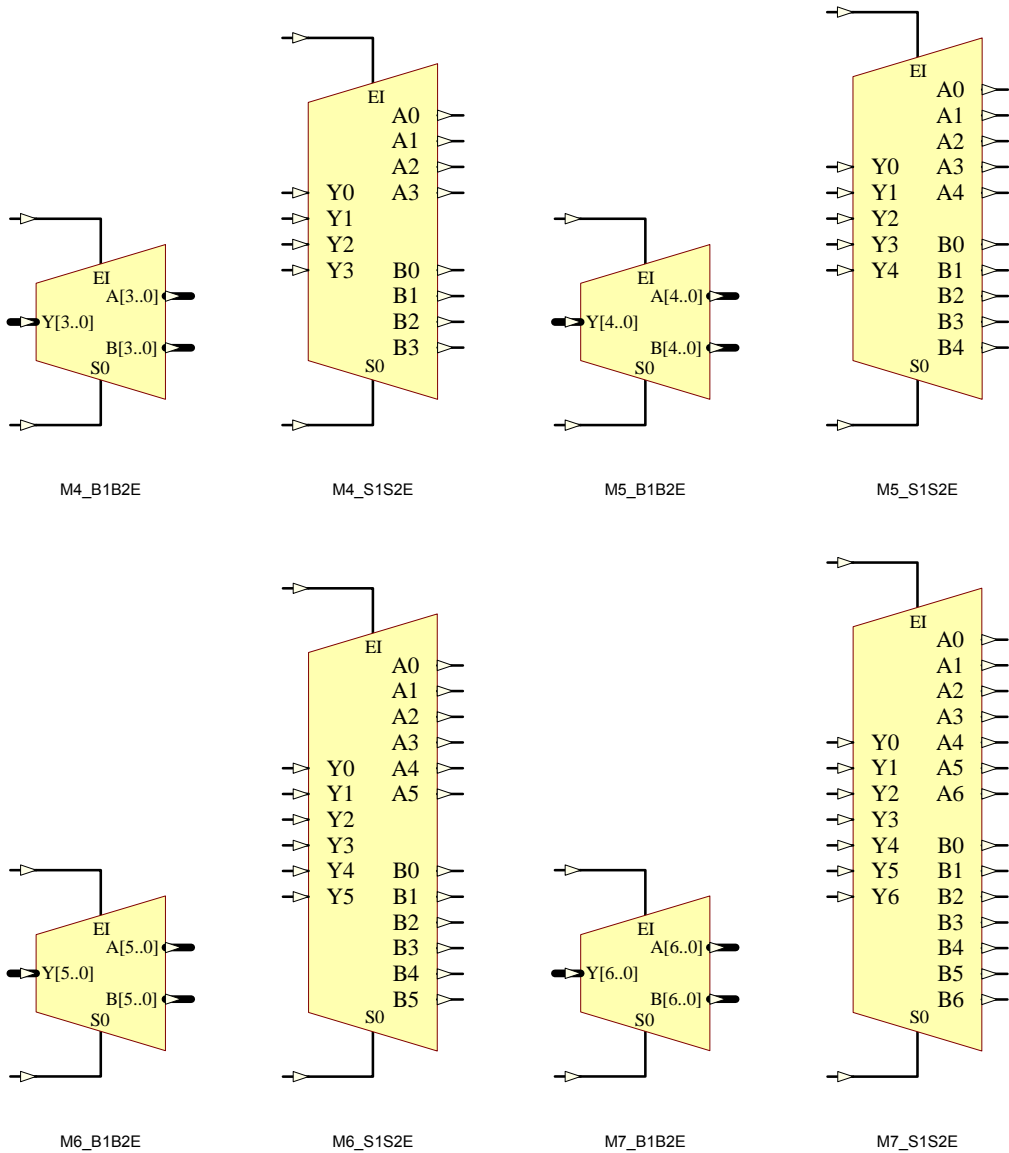 EI
A[3..0]
Y[3..0]
B[3..0]
S0
M4_B1B2E
EI
A0
A1
A2
Y0 A3
Y1
Y2
Y3 B0
B1
B2
B3
S0
M4_S1S2E
EI
A[4..0]
Y[4..0]
B[4..0]
S0
M5_B1B2E
EI
A0
A1
A2
Y0 A3
Y1 A4
Y2
Y3 B0
Y4 B1
B2
B3
B4
S0
M5_S1S2E
EI
A[5..0]
Y[5..0]
B[5..0]
S0
M6_B1B2E
EI
A0
A1
A2
A3
Y0 A4
Y1 A5
Y2
Y3
Y4 B0
Y5 B1
B2
B3
B4
B5
S0
M6_S1S2E
EI
A[6..0]
Y[6..0]
B[6..0]
S0
M7_B1B2E
EI
A0
A1
A2
A3
Y0 A4
Y1 A5
Y2 A6
Y3
Y4 B0
Y5 B1
Y6 B2
B3
B4
B5
B6
S0
M7_S1S2E